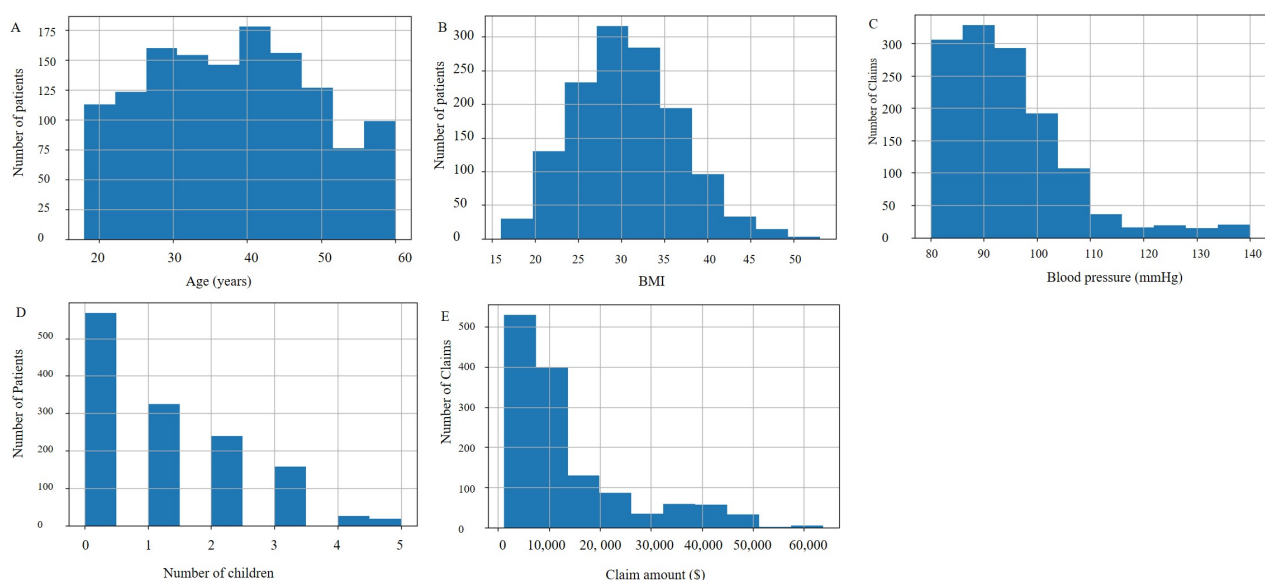 A
Number of patients
175
150
125
100
75
50
25
0
20 30 40 50 60
Age (years)
B
Number of patients
300
250
200
150
100
50
0
15 20 25 30 35 40 45 50
BMI
C
Number of Claims
300
250
200
150
100
50
0
80 90 100 110 120 130 140
Blood pressure (mmHg)
D
Number of Patients
500
400
300
200
100
0
0 1 2 3 4 5
Number of children
E
Number of Claims
500
400
300
200
100
0
0 10,000 20, 000 30,000 40,000 50,000 60,000
Claim amount ($)